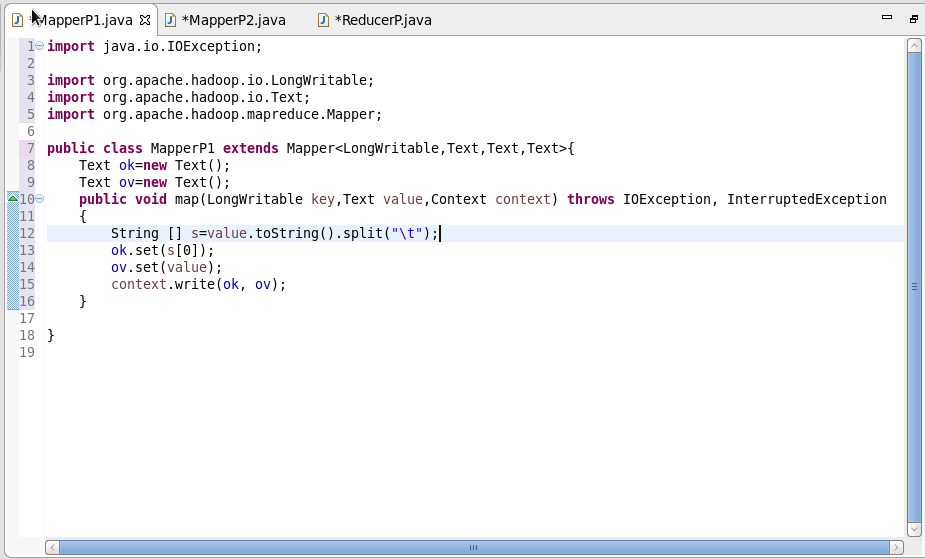 *MapperP1.java
*MapperP2.java
*ReducerP.java
1 import java.io.IOException;
2
3 import org.apache.hadoop.io.LongWritable;
4 import org.apache.hadoop.io.Text;
5 import org.apache.hadoop.mapreduce.Mapper;
6
7 public class MapperP1 extends Mapper<LongWritable,Text,Text,Text>{
8     Text ok=new Text();
9     Text ov=new Text();
10     public void map(LongWritable key,Text value,Context context) throws IOException, InterruptedException
11     {
12         String [] s=value.toString().split("\t");
13         ok.set(s[0]);
14         ov.set(value);
15         context.write(ok, ov);
16     }
17
18 }
19